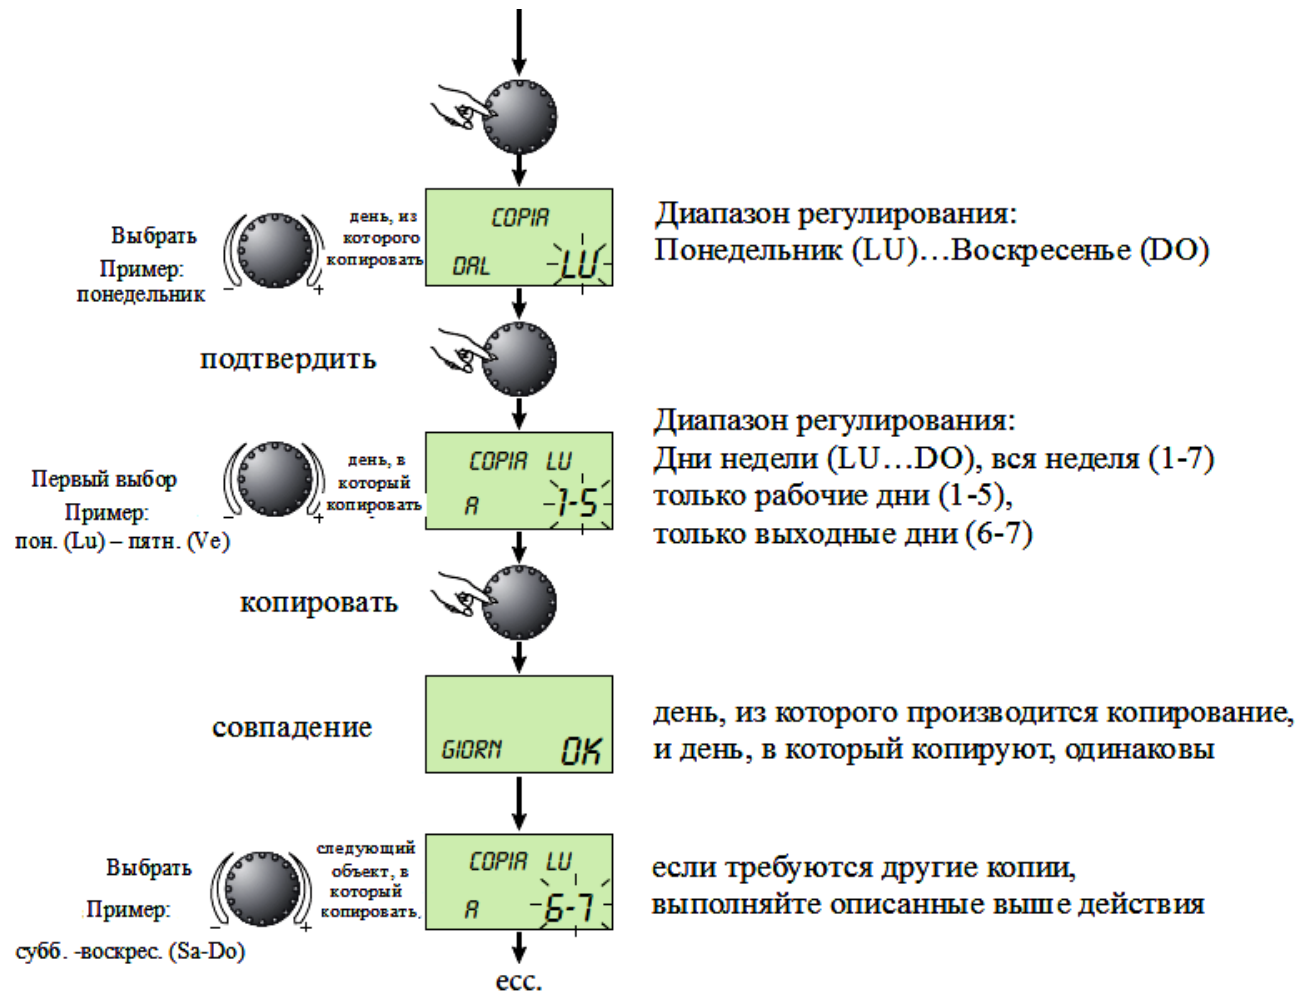 COPIA
DAL LU
Выбрать
Пример:
понедельник
- +
день, из
которого
копировать
Диапазон регулирования:
Понедельник (LU)…Воскресенье (DO)
подтвердить
COPIA LU
A 1-5
Первый выбор
Пример:
пон. (Lu) – пятн. (Ve)
- +
день, в
который
копировать
Диапазон регулирования:
Дни недели (LU…DO), вся неделя (1-7)
только рабочие дни (1-5),
только выходные дни (6-7)
копировать
совпадение
GIORN OK
день, из которого производится копирование,
и день, в который копируют, одинаковы
Выбрать
Пример:
субб. -воскрес. (Sa-Do)
- +
следующий
объект, в
который
копировать.
COPIA LU
A 6-7
если требуются другие копии,
выполняйте описанные выше действия
ecc.